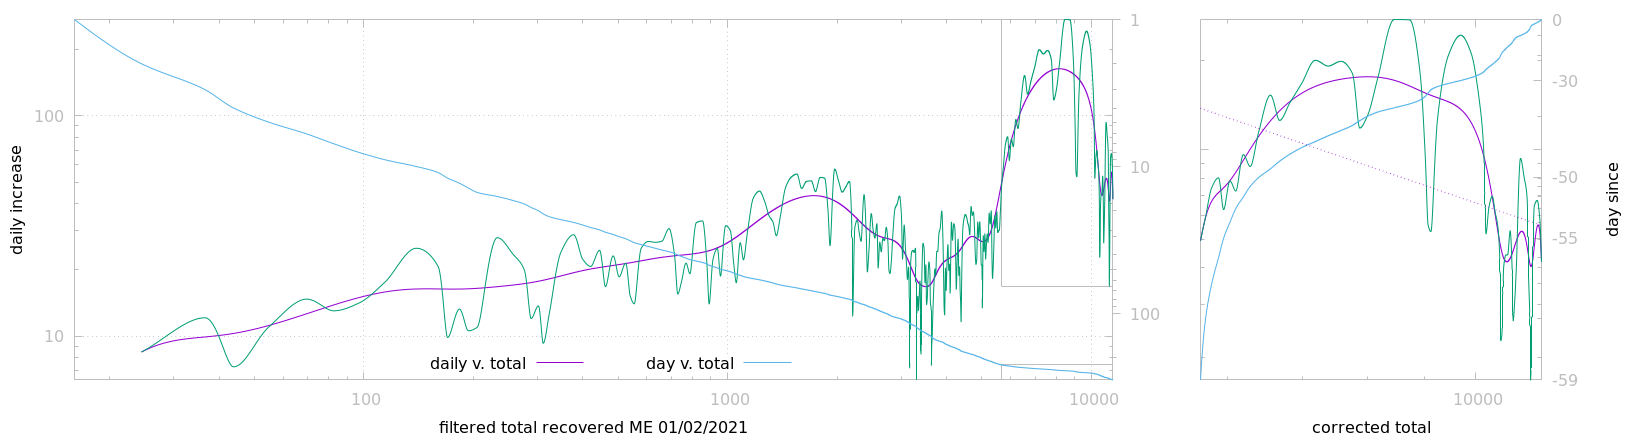 daily increase
100
10
1
10
100
daily v. total
day v. total
100
1000
10000
filtered total recovered ME 01/02/2021
0
-30
-50
-55
-59
day since
10000
corrected total